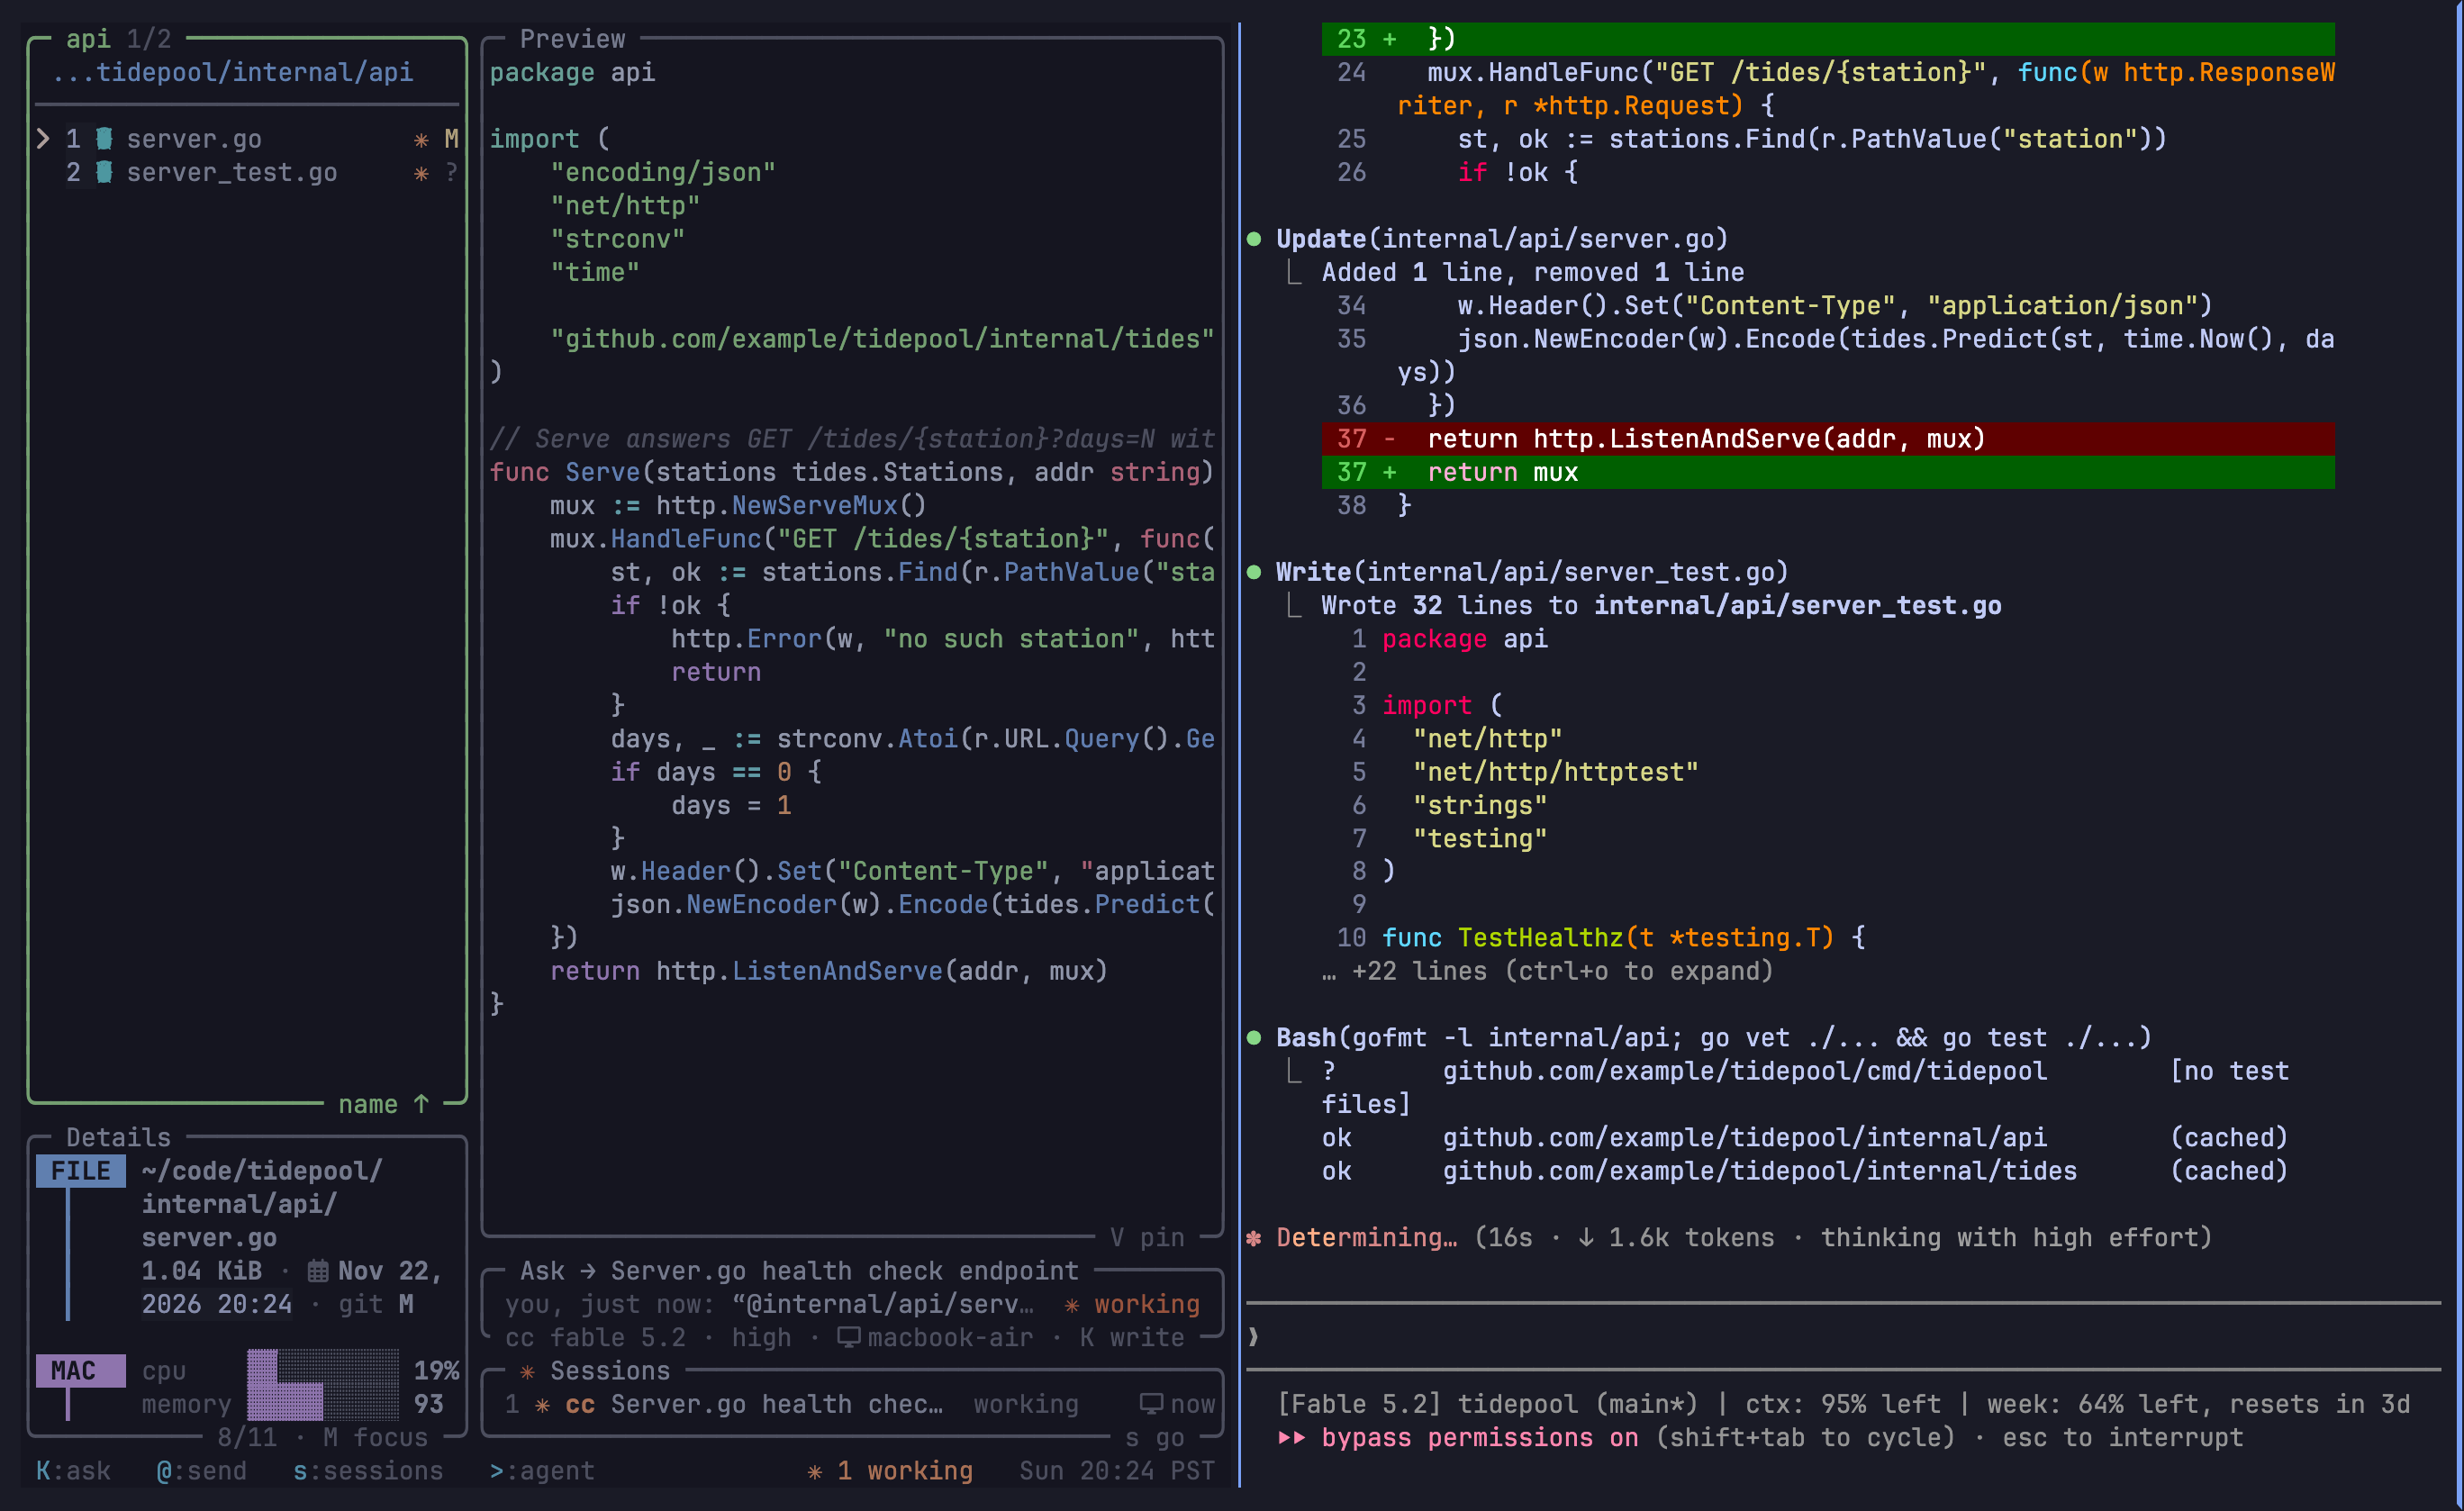 api 1/2
...tidepool/internal/api
1 server.go ✳ M
2 server_test.go ✳ ?
name ↑
Details
FILE ~/code/tidepool/
internal/api/
server.go
1.04 KiB · Nov 22,
2026 20:24 · git M
MAC cpu 19%
memory 93
8/11 · M focus
Preview
package api
import (
"encoding/json"
"net/http"
"strconv"
"time"
"github.com/example/tidepool/internal/tides"
)
// Serve answers GET /tides/{station}?days=N wit
func Serve(stations tides.Stations, addr string)
mux := http.NewServeMux()
mux.HandleFunc("GET /tides/{station}", func(
st, ok := stations.Find(r.PathValue("sta
if !ok {
http.Error(w, "no such station", htt
return
}
days, _ := strconv.Atoi(r.URL.Query().Ge
if days == 0 {
days = 1
}
w.Header().Set("Content-Type", "applicat
json.NewEncoder(w).Encode(tides.Predict(
})
return http.ListenAndServe(addr, mux)
}
V pin
Ask → Server.go health check endpoint
you, just now: “@internal/api/serv… ✳ working
cc fable 5.2 · high · macbook-air · K write
✳ Sessions
1 ✳ cc Server.go health chec… working now
s go
K:ask @:send s:sessions >:agent ✳ 1 working Sun 20:24 PST
23 + })
24 mux.HandleFunc("GET /tides/{station}", func(w http.ResponseW
riter, r *http.Request) {
25 st, ok := stations.Find(r.PathValue("station"))
26 if !ok {
● Update(internal/api/server.go)
⎿ Added 1 line, removed 1 line
34 w.Header().Set("Content-Type", "application/json")
35 json.NewEncoder(w).Encode(tides.Predict(st, time.Now(), da
ys))
36 })
37 - return http.ListenAndServe(addr, mux)
37 + return mux
38 }
● Write(internal/api/server_test.go)
⎿ Wrote 32 lines to internal/api/server_test.go
1 package api
2
3 import (
4 "net/http"
5 "net/http/httptest"
6 "strings"
7 "testing"
8 )
9
10 func TestHealthz(t *testing.T) {
… +22 lines (ctrl+o to expand)
● Bash(gofmt -l internal/api; go vet ./... && go test ./...)
⎿ ? github.com/example/tidepool/cmd/tidepool [no test
files]
ok github.com/example/tidepool/internal/api (cached)
ok github.com/example/tidepool/internal/tides (cached)
✽ Determining… (16s · ↓ 1.6k tokens · thinking with high effort)
❯
[Fable 5.2] tidepool (main*) | ctx: 95% left | week: 64% left, resets in 3d
⏵⏵ bypass permissions on (shift+tab to cycle) · esc to interrupt